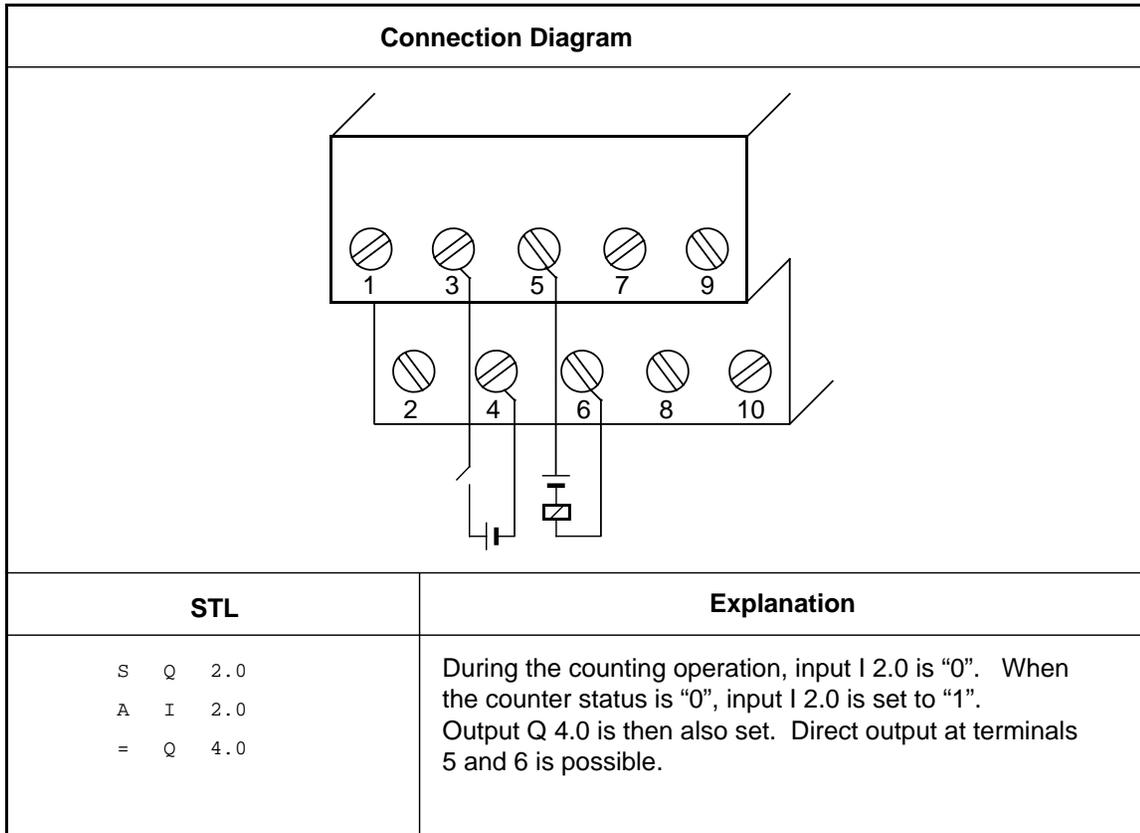 Connection Diagram
1 3 5 7 9
2 4 6 8 10
STL
Explanation
S Q 2.0
A I 2.0
= Q 4.0
During the counting operation, input I 2.0 is “0”. When
the counter status is “0”, input I 2.0 is set to “1”.
Output Q 4.0 is then also set. Direct output at terminals
5 and 6 is possible.